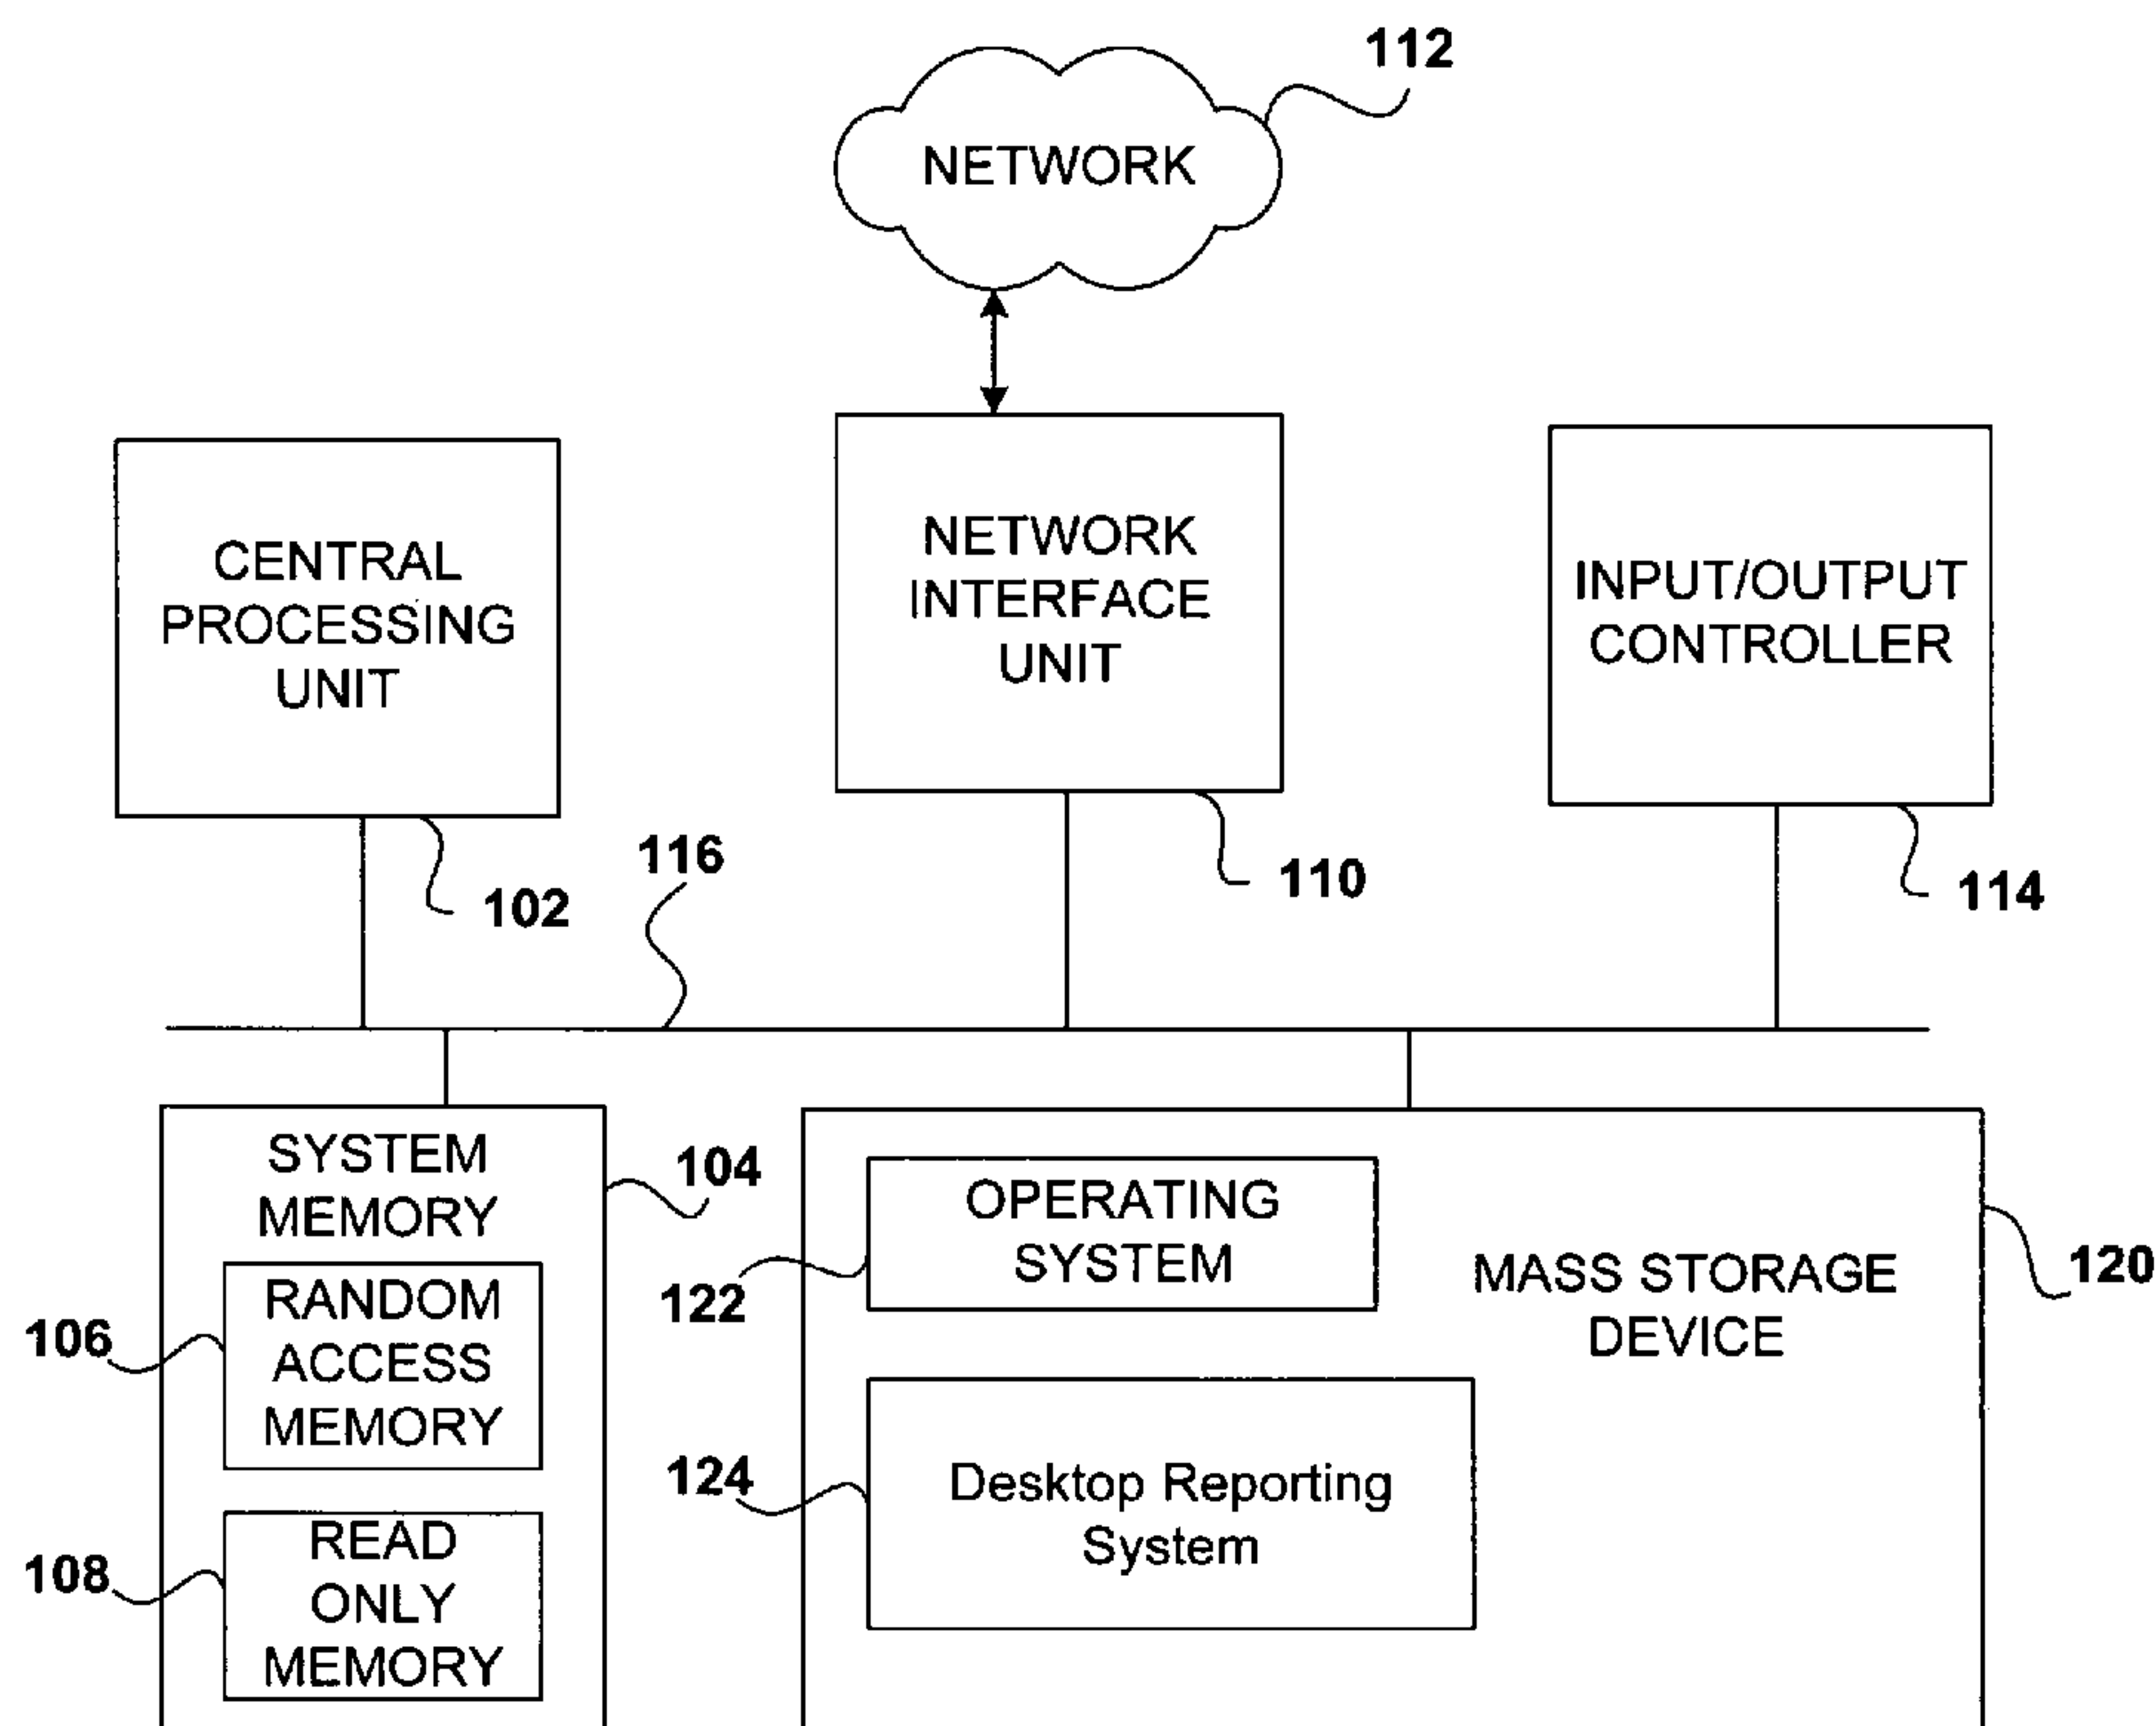 112
NETWORK
CENTRAL
PROCESSING
UNIT
NETWORK
INTERFACE
UNIT
INPUT/OUTPUT
CONTROLLER
116
102
110
114
SYSTEM
MEMORY
104
RANDOM
ACCESS
MEMORY
106
READ
ONLY
MEMORY
108
OPERATING
SYSTEM
122
MASS STORAGE
DEVICE
120
Desktop Reporting
System
124